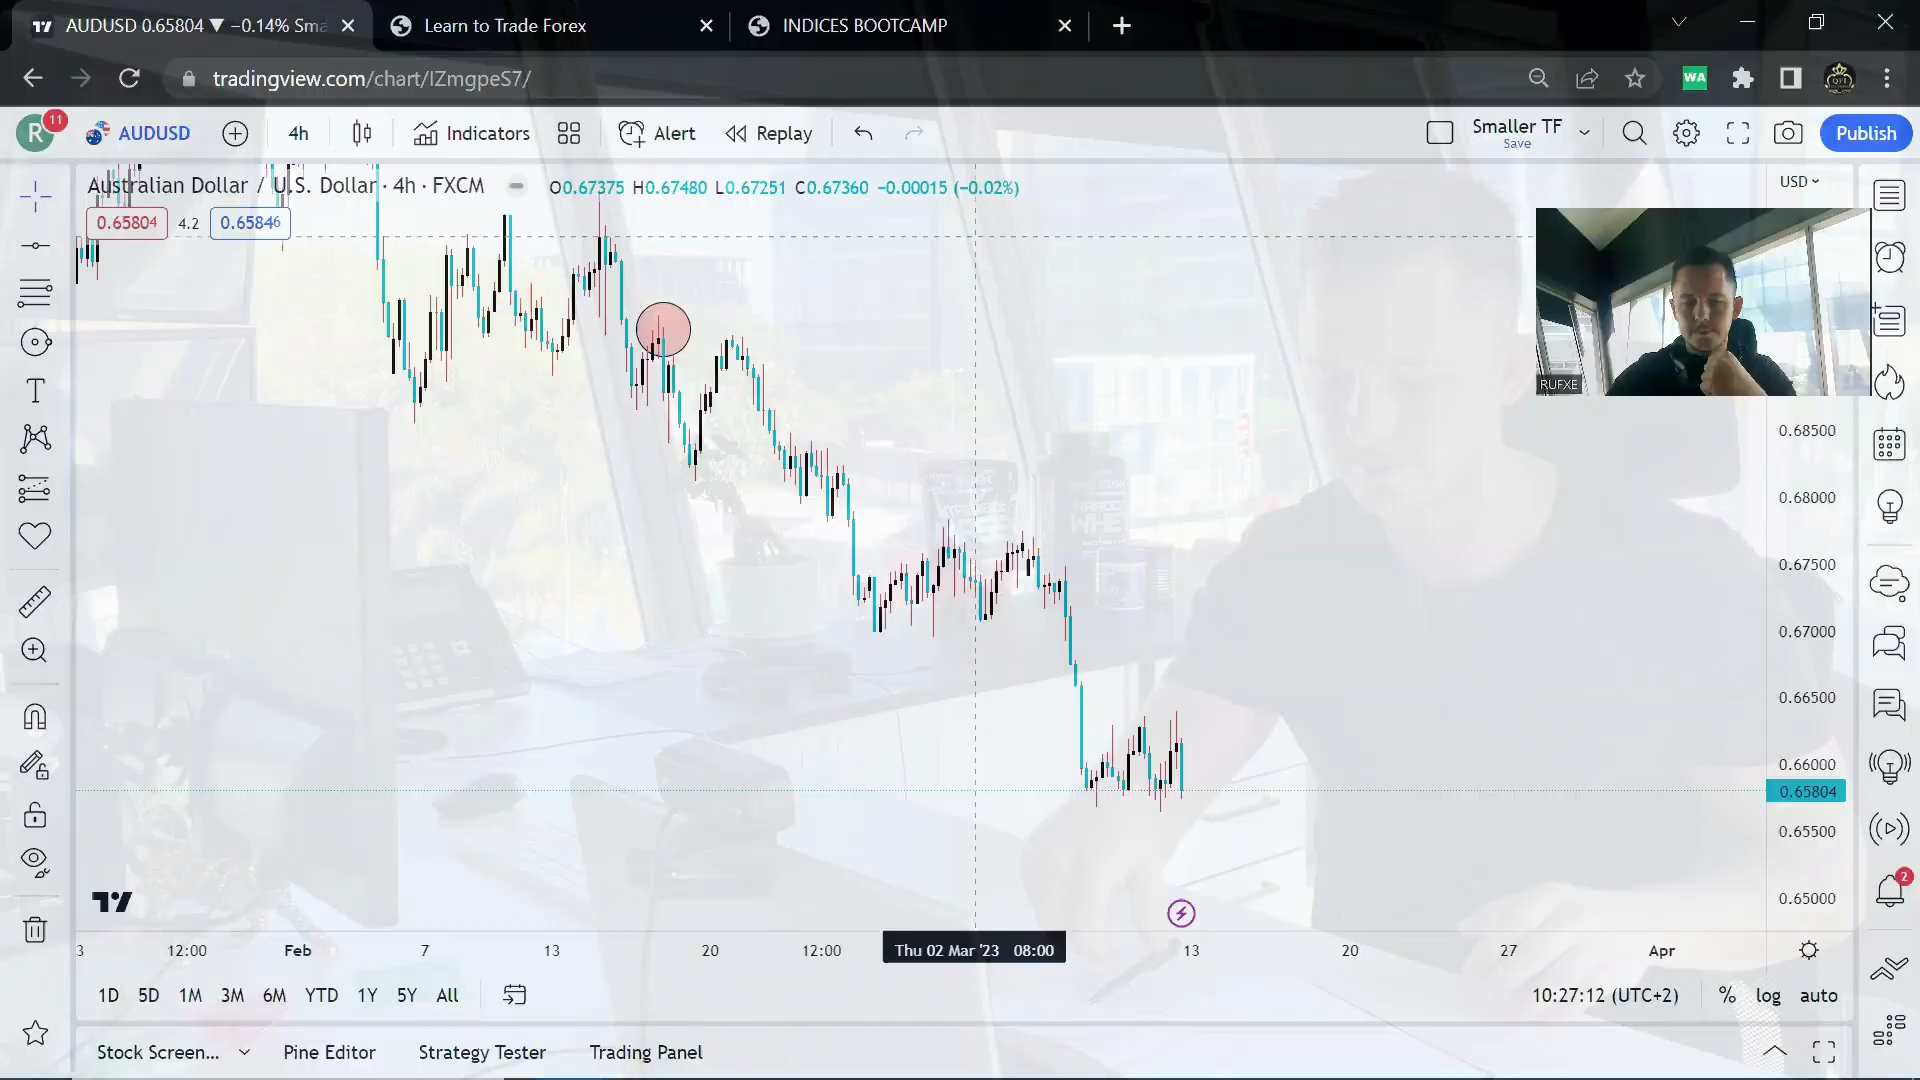 AUDUSD 0.65804 ▼ −0.14% Sma
Learn to Trade Forex
INDICES BOOTCAMP
tradingview.com/chart/IZmgpeS7/
WA
R
11
AUDUSD
4h
Indicators
Alert
Replay
Smaller TF
Save
Publish
Australian Dollar / U.S. Dollar · 4h · FXCM
O0.67375 H0.67480 L0.67251 C0.67360 −0.00015 (−0.02%)
USD
0.65804
4.2
0.65846
RUFXE
0.68500
0.68000
0.67500
0.67000
0.66500
0.66000
0.65804
0.65500
0.65000
2
3
12:00
Feb
7
13
20
12:00
Thu 02 Mar '23 08:00
13
20
27
Apr
1D 5D 1M 3M 6M YTD 1Y 5Y All
10:27:12 (UTC+2)
% log auto
Stock Screen...
Pine Editor
Strategy Tester
Trading Panel